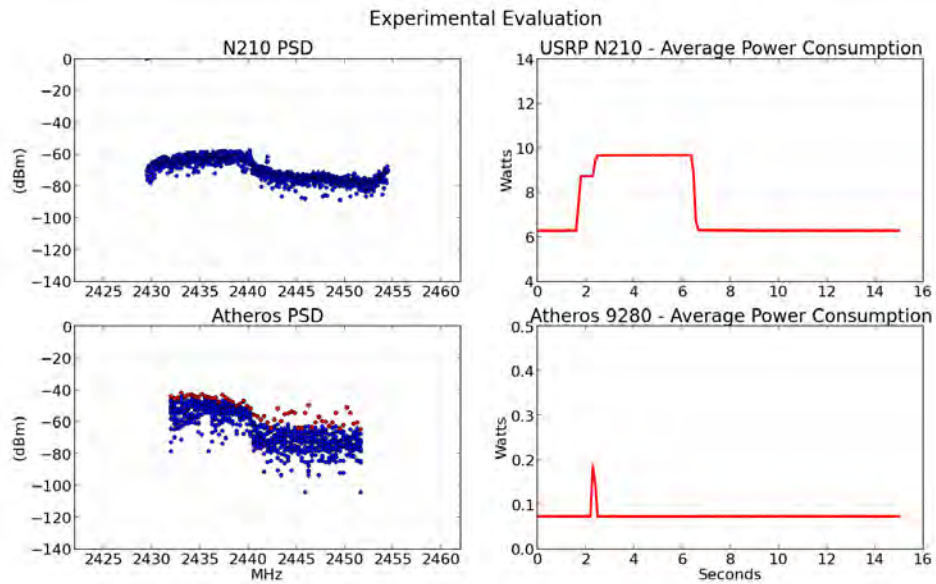 Experimental Evaluation
N210 PSD
0
−20
−40
−60
−80
−100
−120
−140
(dBm)
2425 2430 2435 2440 2445 2450 2455 2460
USRP N210 - Average Power Consumption
14
12
10
8
6
4
Watts
0 2 4 6 8 10 12 14 16
Atheros PSD
0
−20
−40
−60
−80
−100
−120
−140
(dBm)
2425 2430 2435 2440 2445 2450 2455 2460
MHz
Atheros 9280 - Average Power Consumption
0.5
0.4
0.3
0.2
0.1
0.0
Watts
0 2 4 6 8 10 12 14 16
Seconds